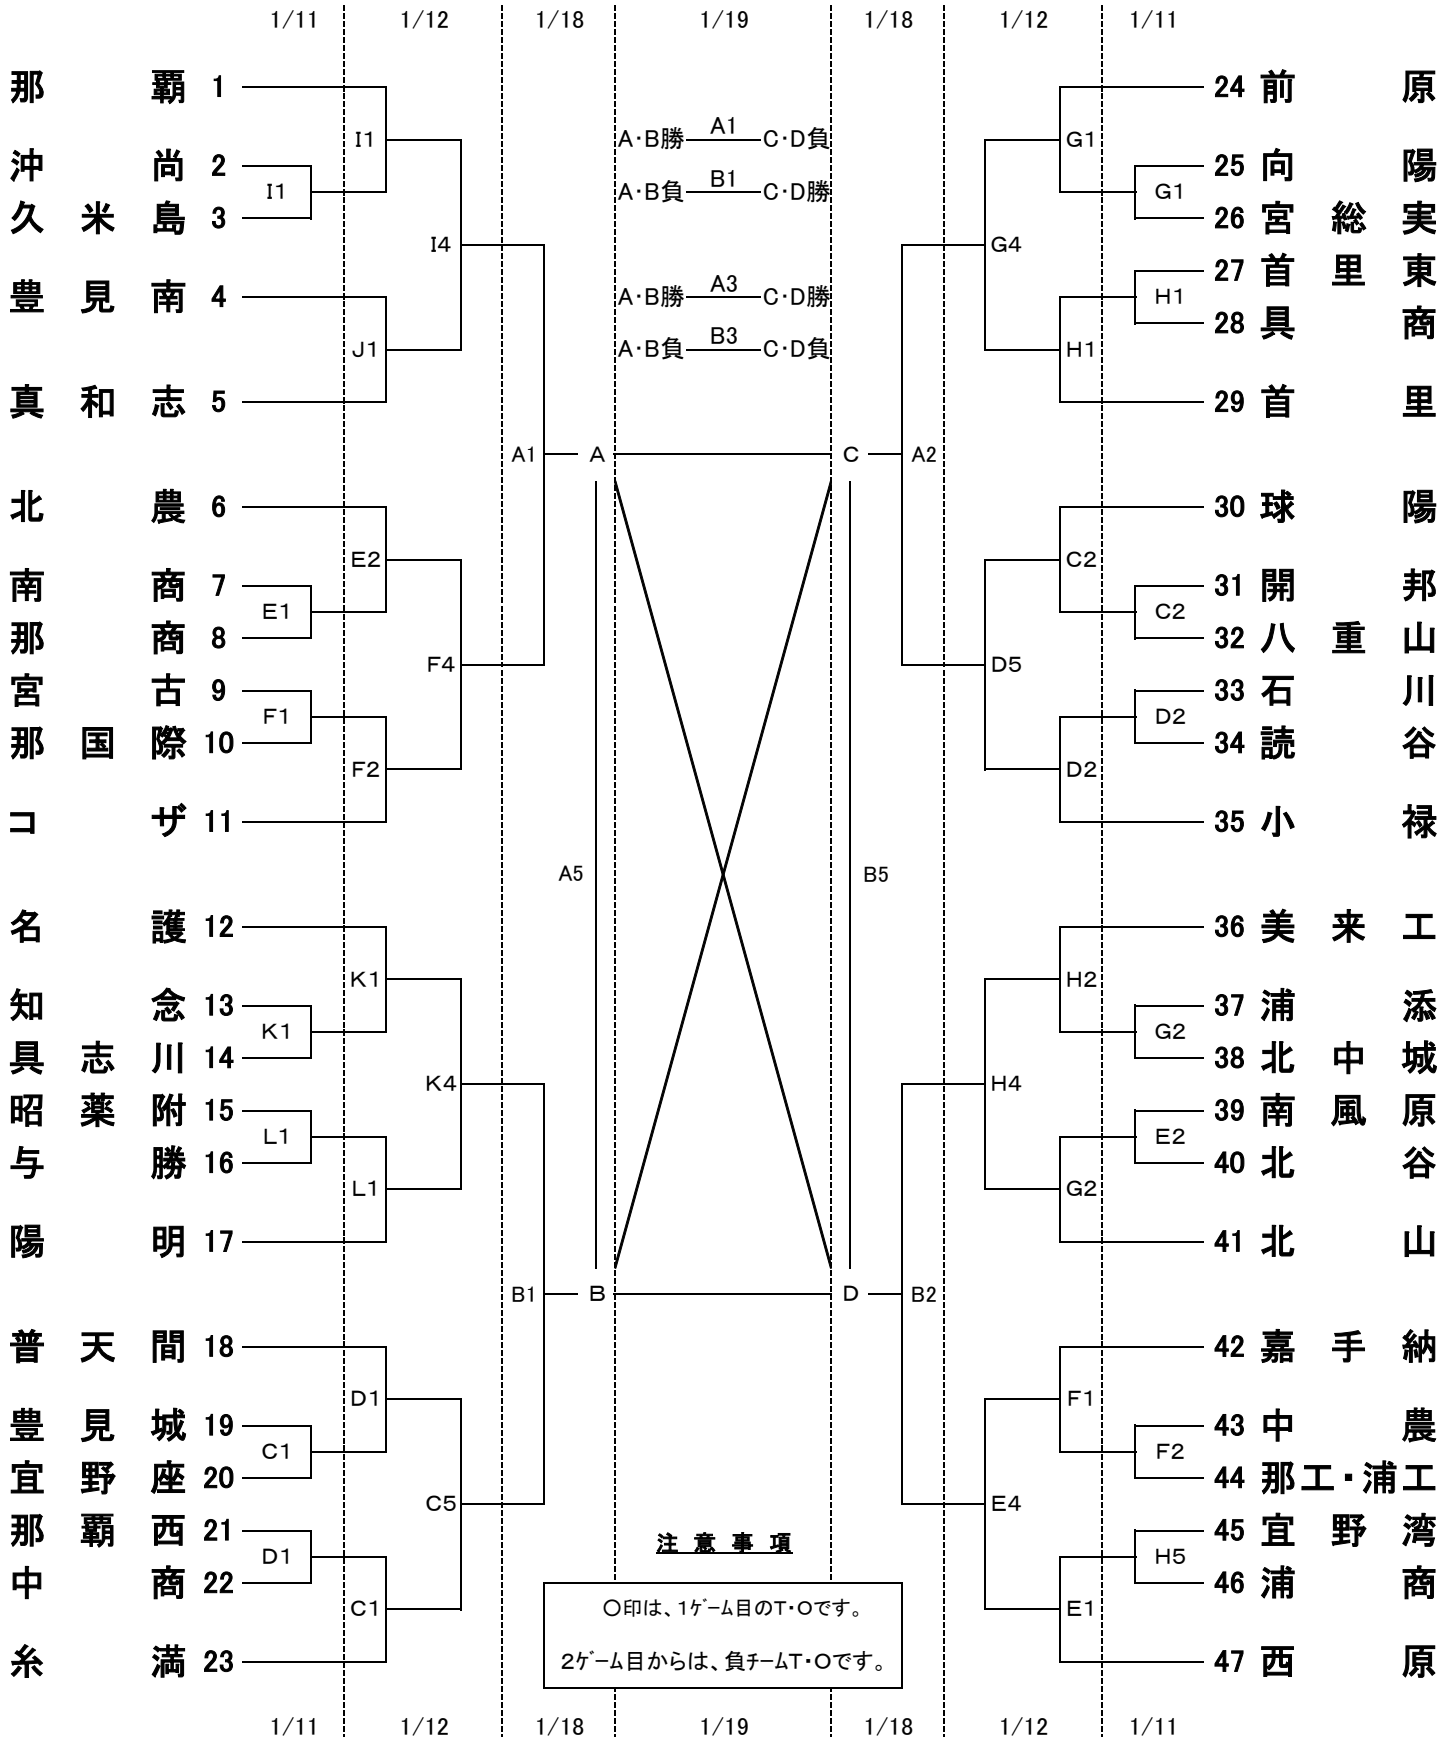 1/11 1/12 1/18 1/19 1/18 1/12 1/11
那覇 1
24 前原
I1
A・B勝 A1 C・D負
G1
沖尚 2
25 向陽
I1
A・B負 B1 C・D勝
G1
久米島 3
26 宮総実
I4
G4
27 首里東
豊見南 4
A・B勝 A3 C・D勝
H1
28 具商
J1
A・B負 B3 C・D負
H1
真和志 5
29 首里
A1 A C A2
北農 6
30 球陽
E2
C2
南商 7
31 開邦
E1
C2
那商 8
32 八重山
F4
D5
宮古 9
33 石川
F1
D2
那国際 10
34 読谷
F2
D2
コザ 11
35 小禄
A5
B5
名護 12
36 美来工
K1
H2
知念 13
37 浦添
K1
G2
具志川 14
38 北中城
K4
H4
昭薬附 15
39 南風原
L1
E2
与勝 16
40 北谷
L1
G2
陽明 17
41 北山
B1 B D B2
普天間 18
42 嘉手納
D1
F1
豊見城 19
43 中農
C1
F2
宜野座 20
44 那工・浦工
C5
E4
那覇西 21
45 宜野湾
注意事項
D1
H5
中商 22
46 浦商
C1
○印は、1ゲーム目のT・Oです。
E1
糸満 23
2ゲーム目からは、負チームT・Oです。
47 西原
1/11 1/12 1/18 1/19 1/18 1/12 1/11